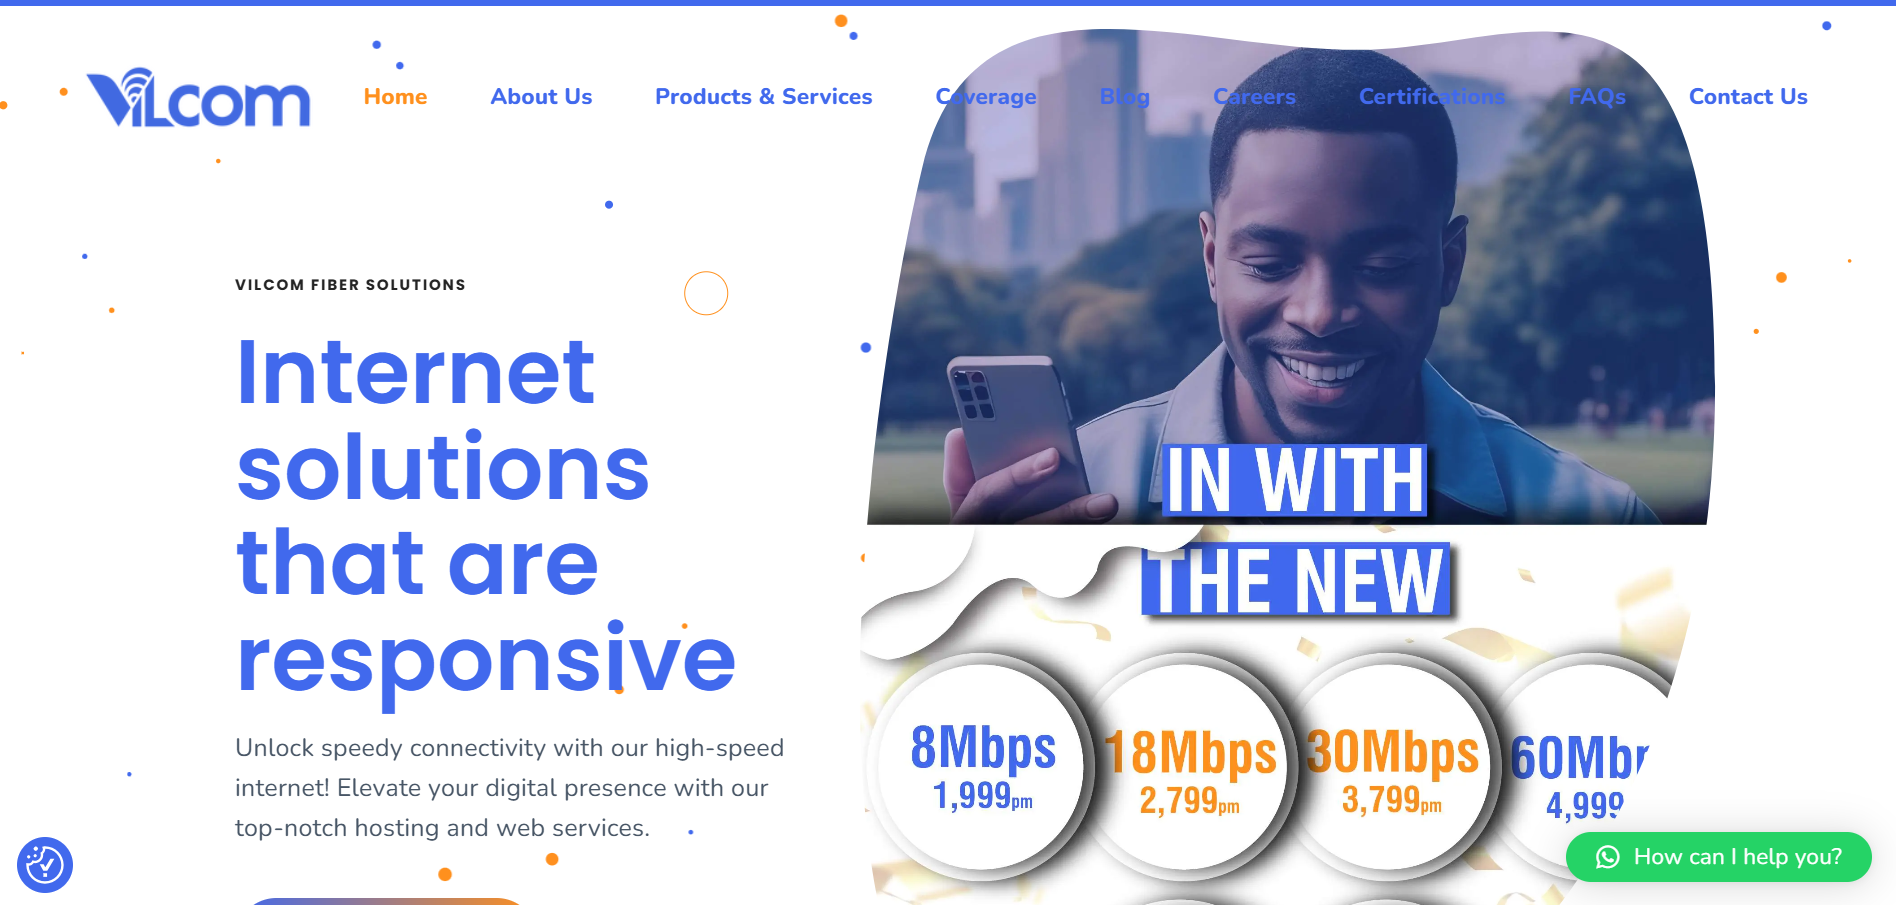 ViLcom
Home
About Us
Products & Services
Coverage
Blog
Careers
Certifications
FAQs
Contact Us
VILCOM FIBER SOLUTIONS
Internet
solutions
that are
responsive
Unlock speedy connectivity with our high-speed
internet! Elevate your digital presence with our
top-notch hosting and web services.
IN WITH
THE NEW
8Mbps
1,999pm
18Mbps
2,799pm
30Mbps
3,799pm
How can I help you?